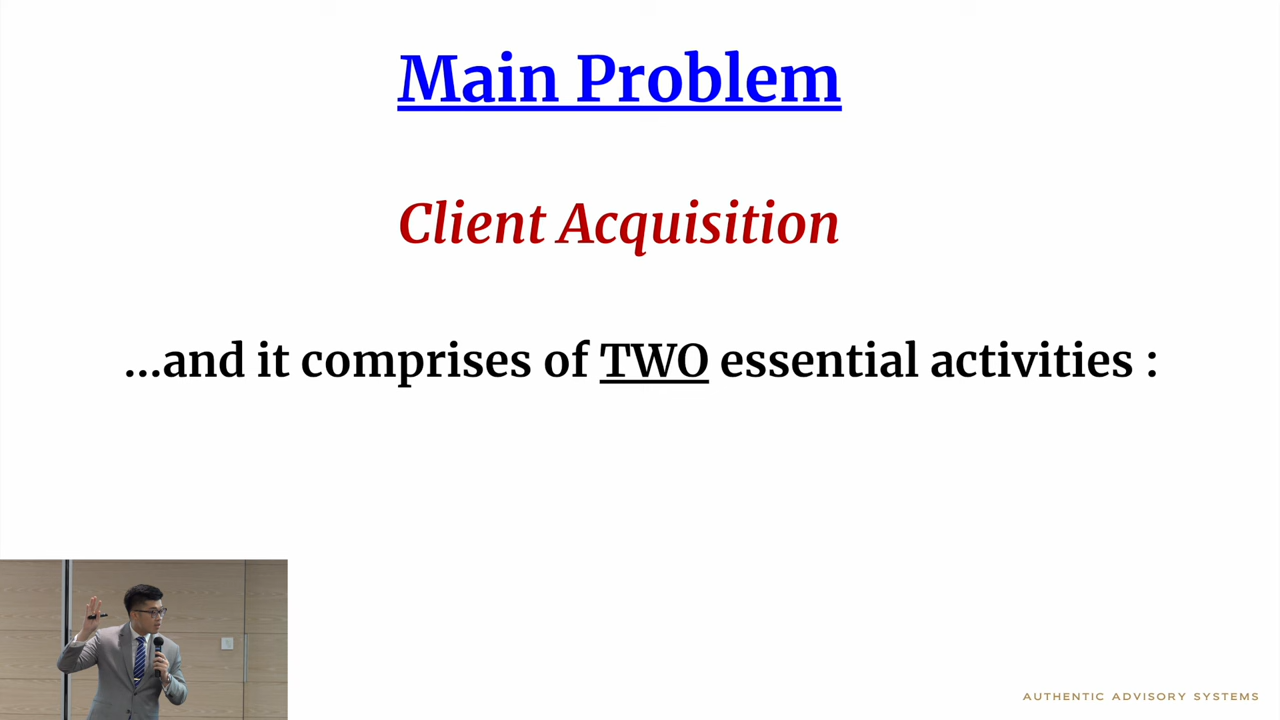 Main Problem
Client Acquisition
...and it comprises of TWO essential activities :
AUTHENTIC ADVISORY SYSTEMS